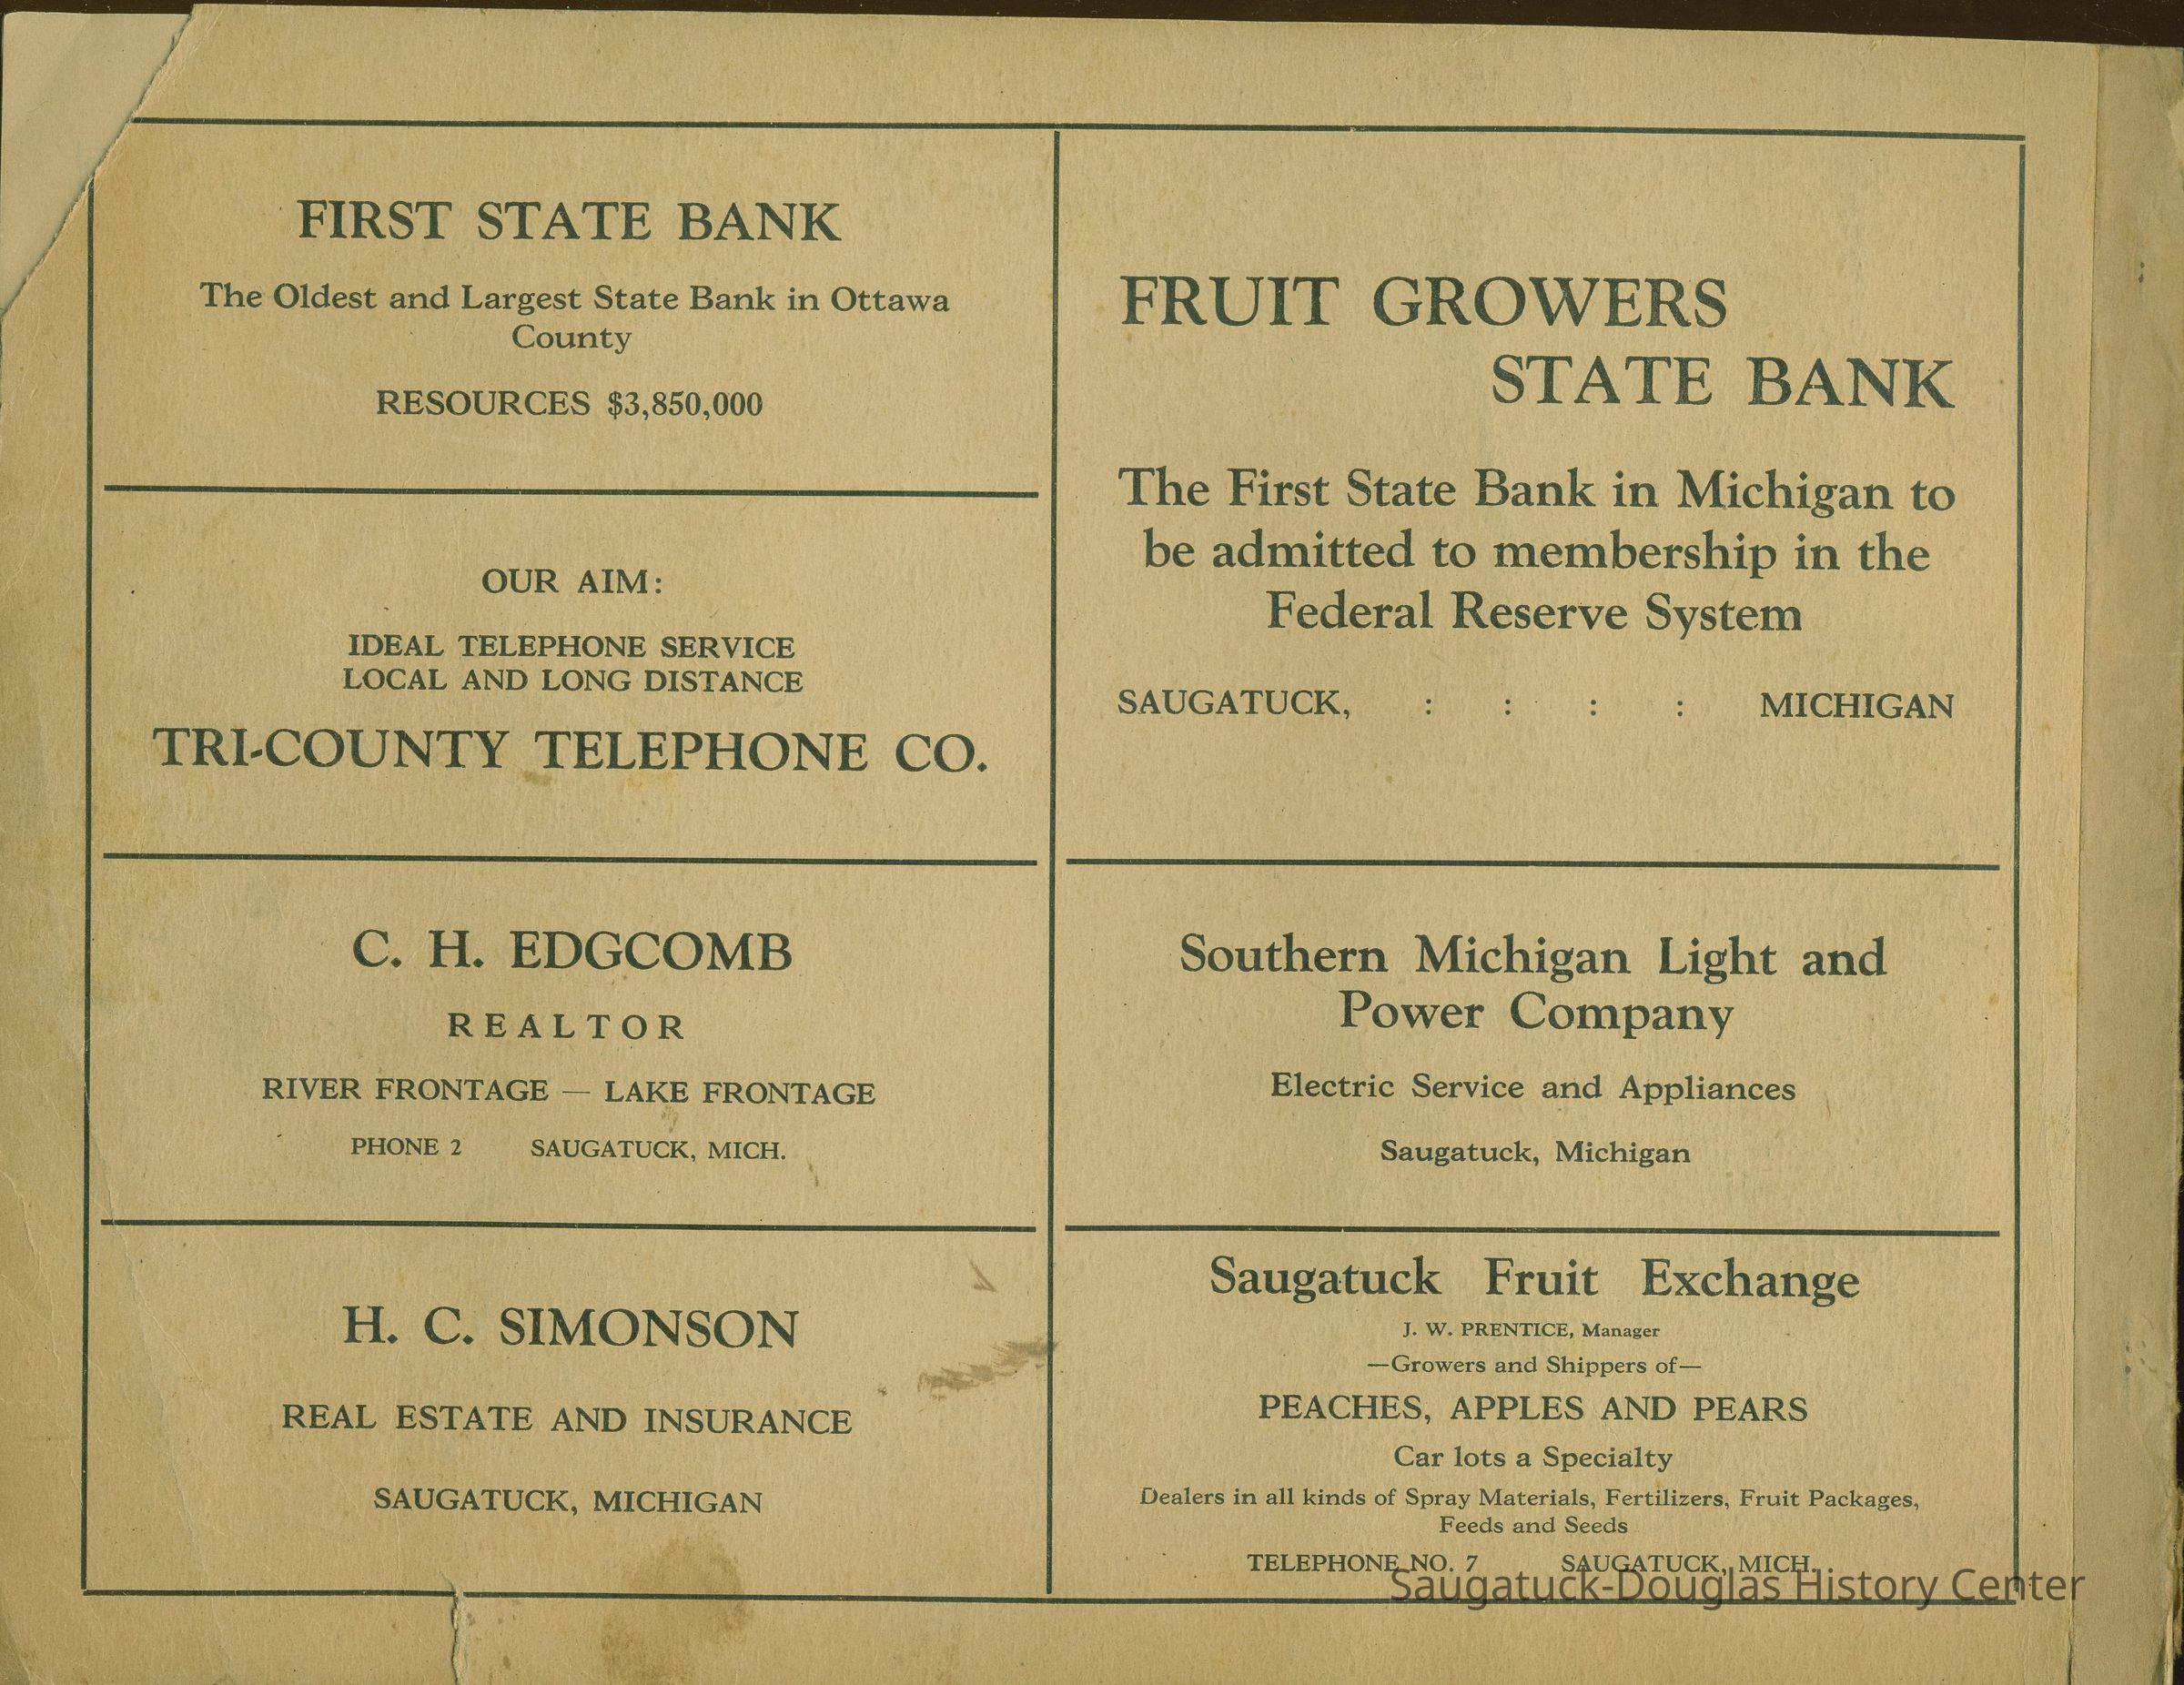 FIRST STATE BANK
The Oldest and Largest State Bank in Ottawa
County
RESOURCES $3,850,000
OUR AIM:
IDEAL TELEPHONE SERVICE
LOCAL AND LONG DISTANCE
TRI-COUNTY TELEPHONE CO.
C. H. EDGCOMB
REALTOR
RIVER FRONTAGE — LAKE FRONTAGE
PHONE 2 SAUGATUCK, MICH.
H. C. SIMONSON
REAL ESTATE AND INSURANCE
SAUGATUCK, MICHIGAN
FRUIT GROWERS
STATE BANK
The First State Bank in Michigan to
be admitted to membership in the
Federal Reserve System
SAUGATUCK, : : : : MICHIGAN
Southern Michigan Light and
Power Company
Electric Service and Appliances
Saugatuck, Michigan
Saugatuck Fruit Exchange
J. W. PRENTICE, Manager
—Growers and Shippers of—
PEACHES, APPLES AND PEARS
Car lots a Specialty
Dealers in all kinds of Spray Materials, Fertilizers, Fruit Packages,
Feeds and Seeds
TELEPHONE NO. 7 SAUGATUCK, MICH.
Saugatuck-Douglas History Center